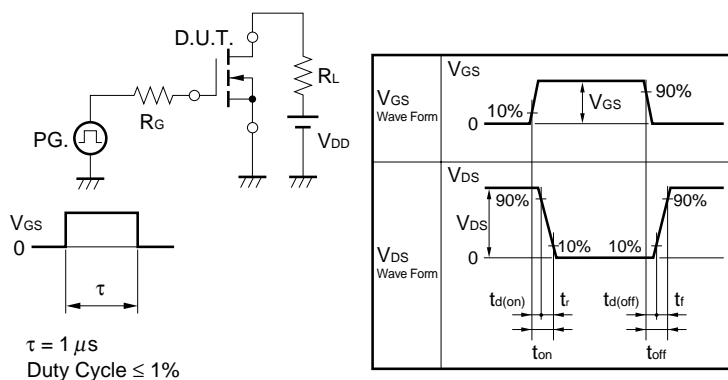 D.U.T.
RL
RG
PG.
VDD
VGS
0
τ
τ = 1 μs
Duty Cycle ≤ 1%
VGS
Wave Form
VGS
10%
VGS
90%
0
VDS
Wave Form
VDS
VDS
90%
90%
10%
10%
0
td(on)
tr
td(off)
tf
ton
toff